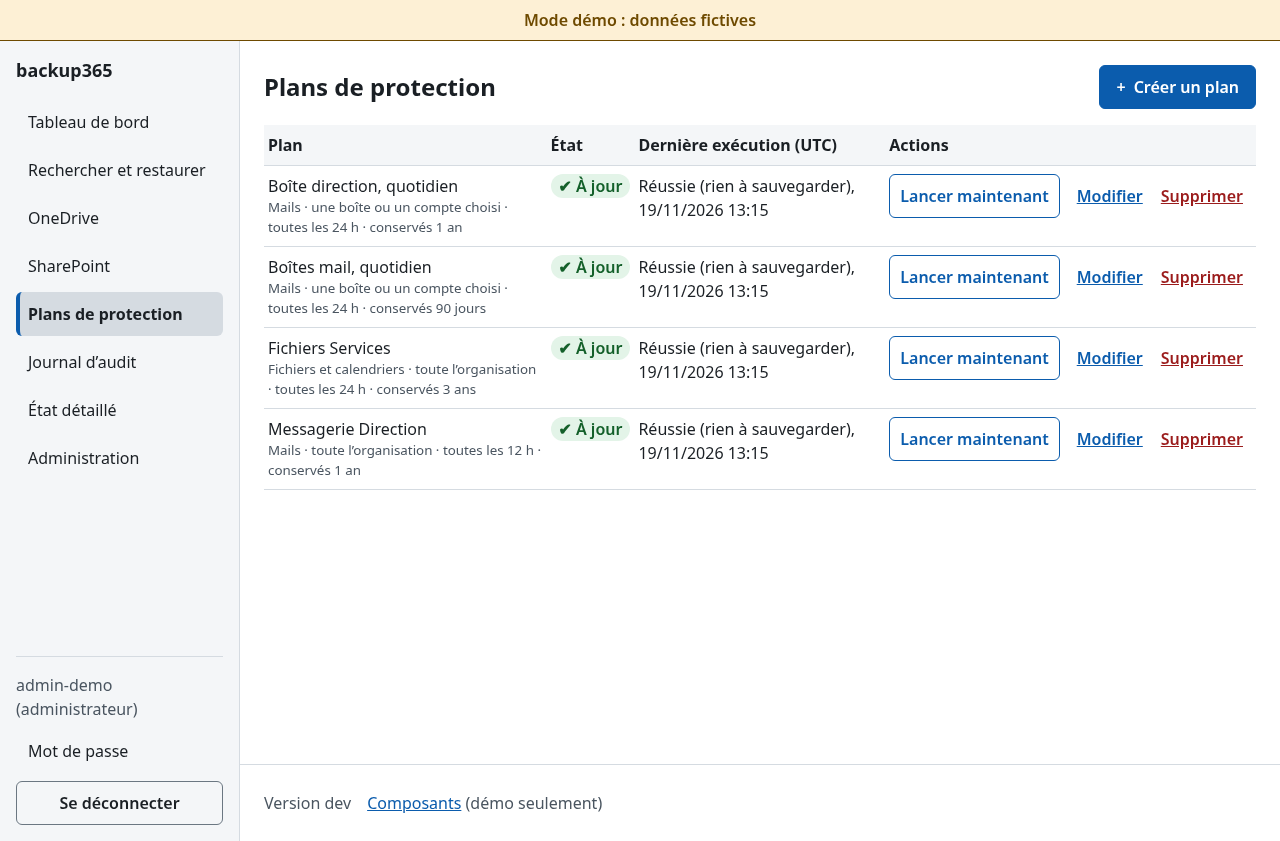 Mode démo : données fictives
backup365
Tableau de bord
Rechercher et restaurer
OneDrive
SharePoint
Plans de protection
Journal d’audit
État détaillé
Administration
admin-demo
(administrateur)
Mot de passe
Se déconnecter
Plans de protection
+ Créer un plan
Plan État Dernière exécution (UTC) Actions
Boîte direction, quotidien
Mails · une boîte ou un compte choisi ·
toutes les 24 h · conservés 1 an
✔ À jour
Réussie (rien à sauvegarder),
19/11/2026 13:15
Lancer maintenant Modifier Supprimer
Boîtes mail, quotidien
Mails · une boîte ou un compte choisi ·
toutes les 24 h · conservés 90 jours
✔ À jour
Réussie (rien à sauvegarder),
19/11/2026 13:15
Lancer maintenant Modifier Supprimer
Fichiers Services
Fichiers et calendriers · toute l’organisation
· toutes les 24 h · conservés 3 ans
✔ À jour
Réussie (rien à sauvegarder),
19/11/2026 13:15
Lancer maintenant Modifier Supprimer
Messagerie Direction
Mails · toute l’organisation · toutes les 12 h ·
conservés 1 an
✔ À jour
Réussie (rien à sauvegarder),
19/11/2026 13:15
Lancer maintenant Modifier Supprimer
Version dev Composants (démo seulement)